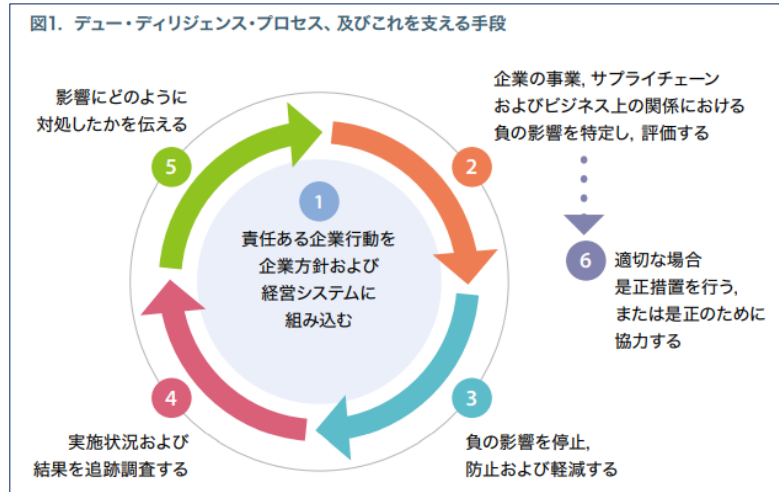 図1. デュー・ディリジェンス・プロセス、及びこれを支える手段
影響にどのように
対処したかを伝える
5
企業の事業, サプライチェーン
およびビジネス上の関係における
負の影響を特定し, 評価する
2
1
責任ある企業行動を
企業方針および
経営システムに
組み込む
6
適切な場合
是正措置を行う,
または是正のために
協力する
4
実施状況および
結果を追跡調査する
3
負の影響を停止,
防止および軽減する